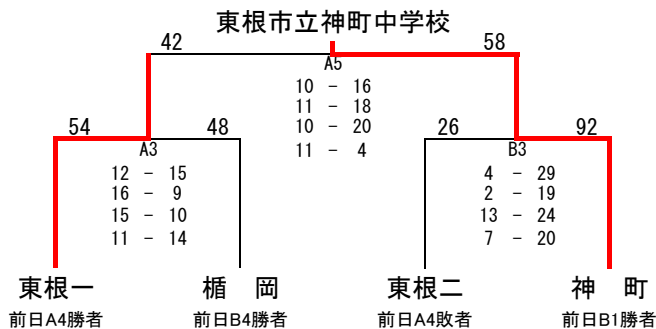 東根市立神町中学校
42 58
A5
10 － 16
11 － 18
10 － 20
11 － 4
54 48 26 92
A3 B3
12 － 15 4 － 29
16 － 9 2 － 19
15 － 10 13 － 24
11 － 14 7 － 20
東根一 楯　岡 東根二 神　町
前日A4勝者 前日B4勝者 前日A4敗者 前日B1勝者